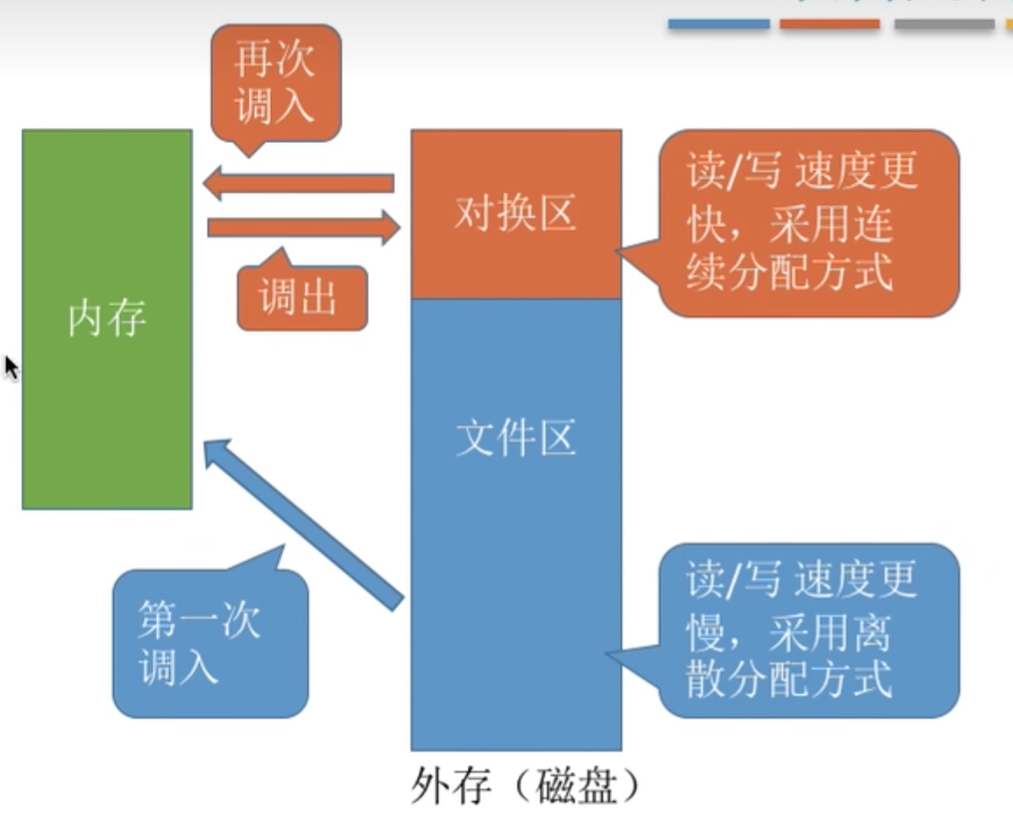 再次
调入
对换区
读/写 速度更
快，采用连
续分配方式
调出
内存
文件区
第一次
调入
读/写 速度更
慢，采用离
散分配方式
外存（磁盘）